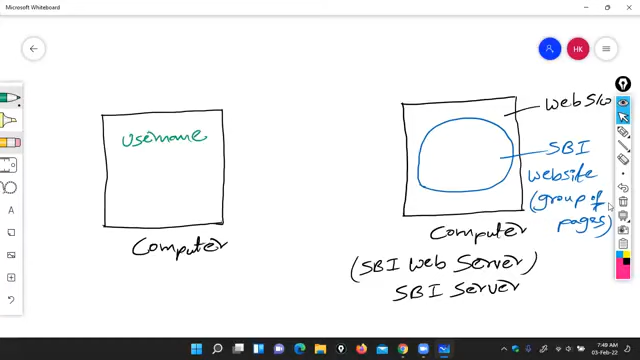 Microsoft Whiteboard
HK
username
Computer
Web S/w
SBI
website
(group of
pages)
Computer
(SBI Web Server)
SBI Server
7:49 AM
03-Feb-22